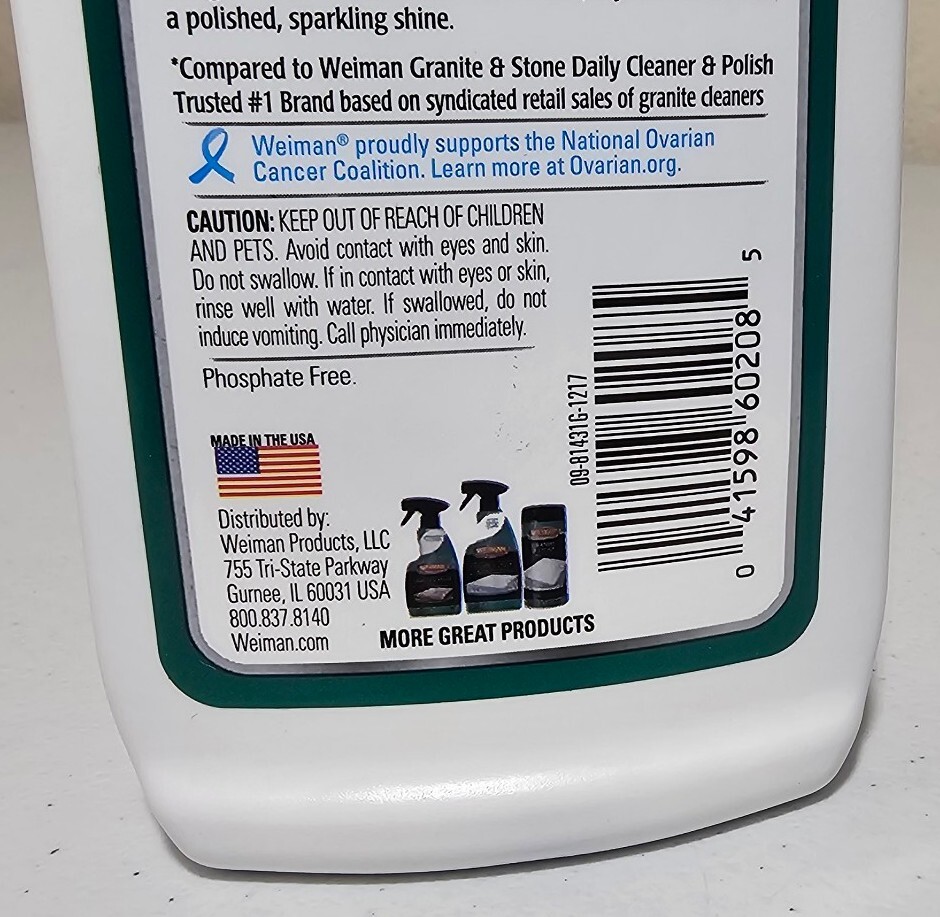 a polished, sparkling shine.
*Compared to Weiman Granite & Stone Daily Cleaner & Polish
Trusted #1 Brand based on syndicated retail sales of granite cleaners
Weiman® proudly supports the National Ovarian
Cancer Coalition. Learn more at Ovarian.org.
CAUTION: KEEP OUT OF REACH OF CHILDREN
AND PETS. Avoid contact with eyes and skin.
Do not swallow. If in contact with eyes or skin,
rinse well with water. If swallowed, do not
induce vomiting. Call physician immediately.
Phosphate Free.
MADE IN THE USA
Distributed by:
Weiman Products, LLC
755 Tri-State Parkway
Gurnee, IL 60031 USA
800.837.8140
Weiman.com
MORE GREAT PRODUCTS
09-81431G-1217
0 41598 60208 5